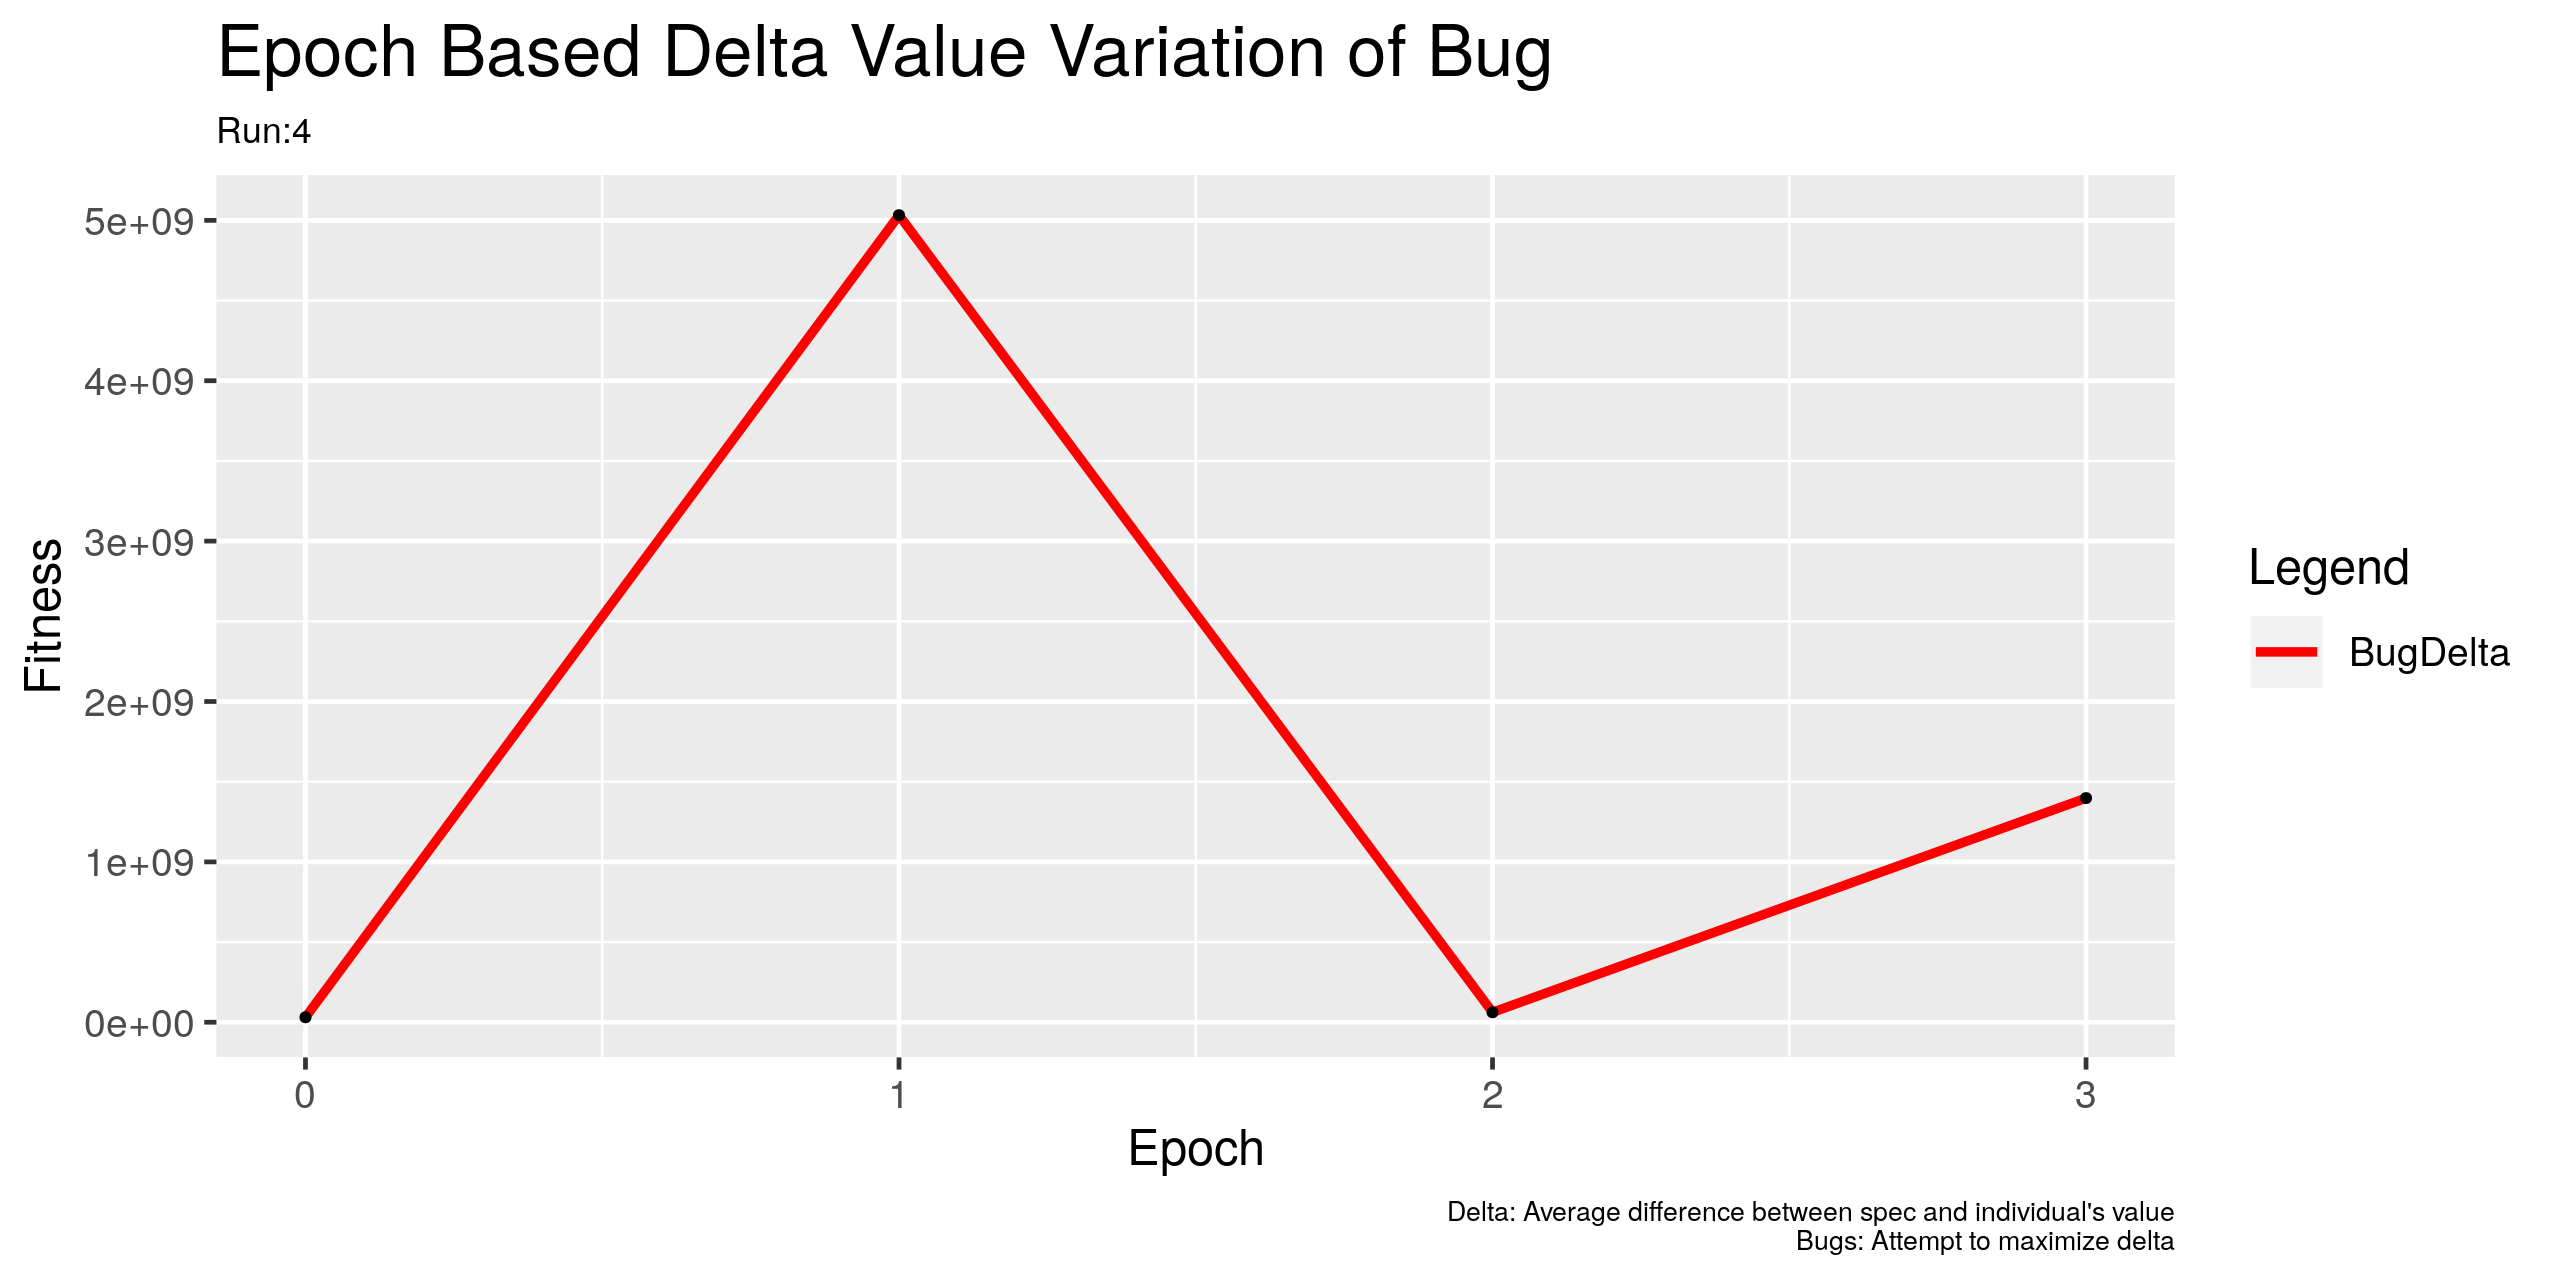 Epoch Based Delta Value Variation of Bug
Run:4
5e+09
4e+09
3e+09
2e+09
1e+09
0e+00
Fitness
0 1 2 3
Epoch
Legend
BugDelta
Delta: Average difference between spec and individual's value
Bugs: Attempt to maximize delta